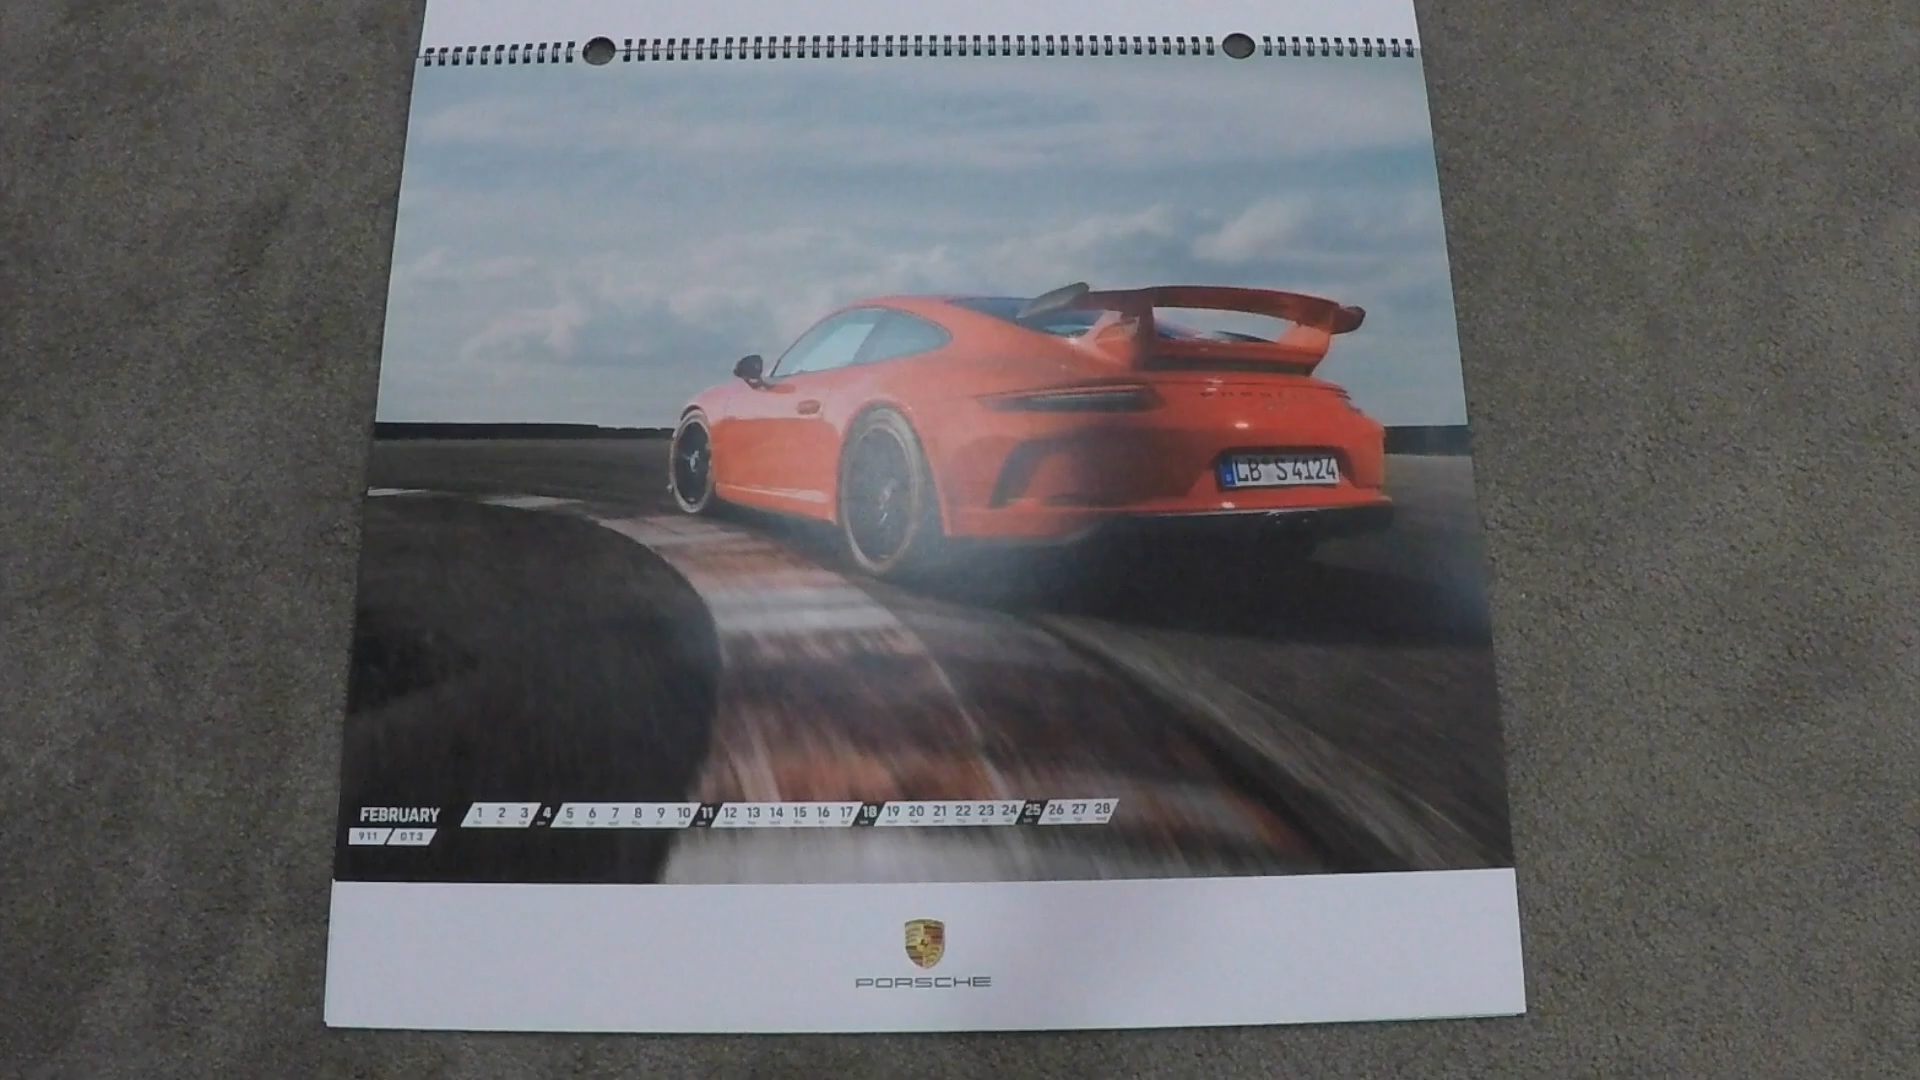 PORSCHE
LB S 4124
FEBRUARY 1 2 3 4 5 6 7 8 9 10 11 12 13 14 15 16 17 18 19 20 21 22 23 24 25 26 27 28
911 GT3
PORSCHE